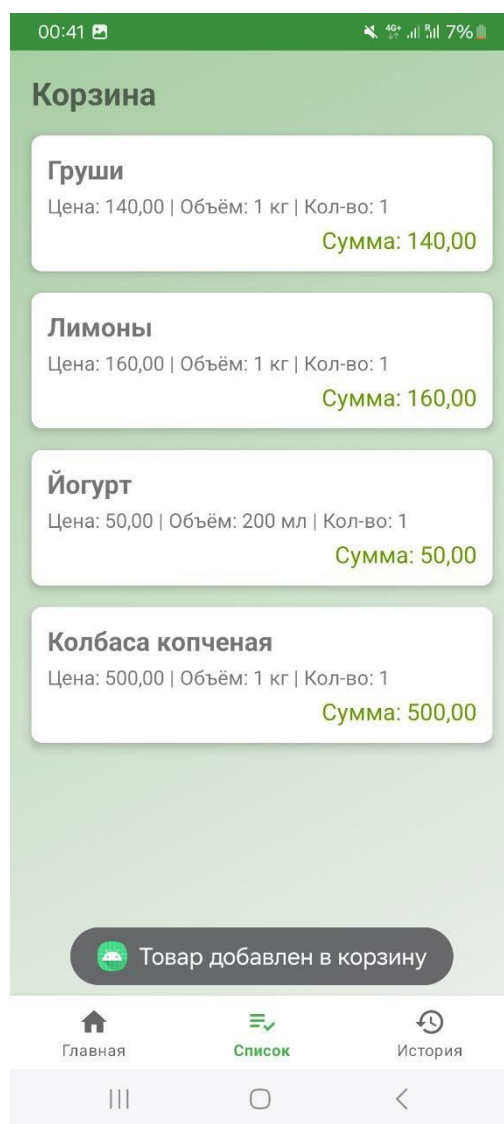 00:41 4G+ R 7%
Корзина
Груши
Цена: 140,00 | Объём: 1 кг | Кол-во: 1
Сумма: 140,00
Лимоны
Цена: 160,00 | Объём: 1 кг | Кол-во: 1
Сумма: 160,00
Йогурт
Цена: 50,00 | Объём: 200 мл | Кол-во: 1
Сумма: 50,00
Колбаса копченая
Цена: 500,00 | Объём: 1 кг | Кол-во: 1
Сумма: 500,00
Товар добавлен в корзину
Главная Список История